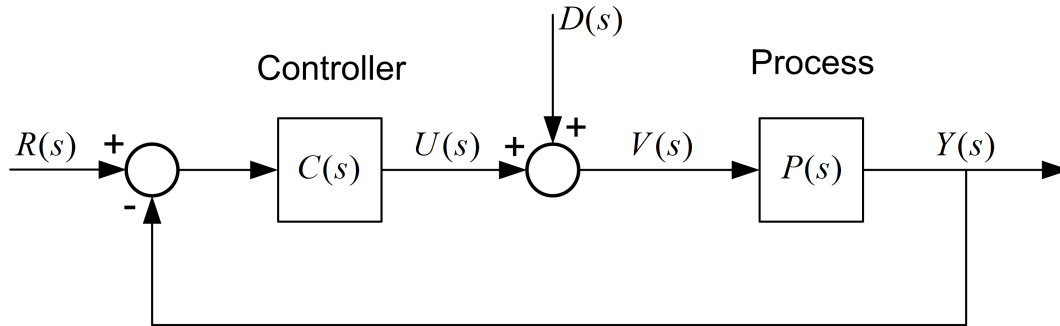 D(s)
Controller
Process
R(s)
+
-
C(s)
U(s)
+
+
V(s)
P(s)
Y(s)